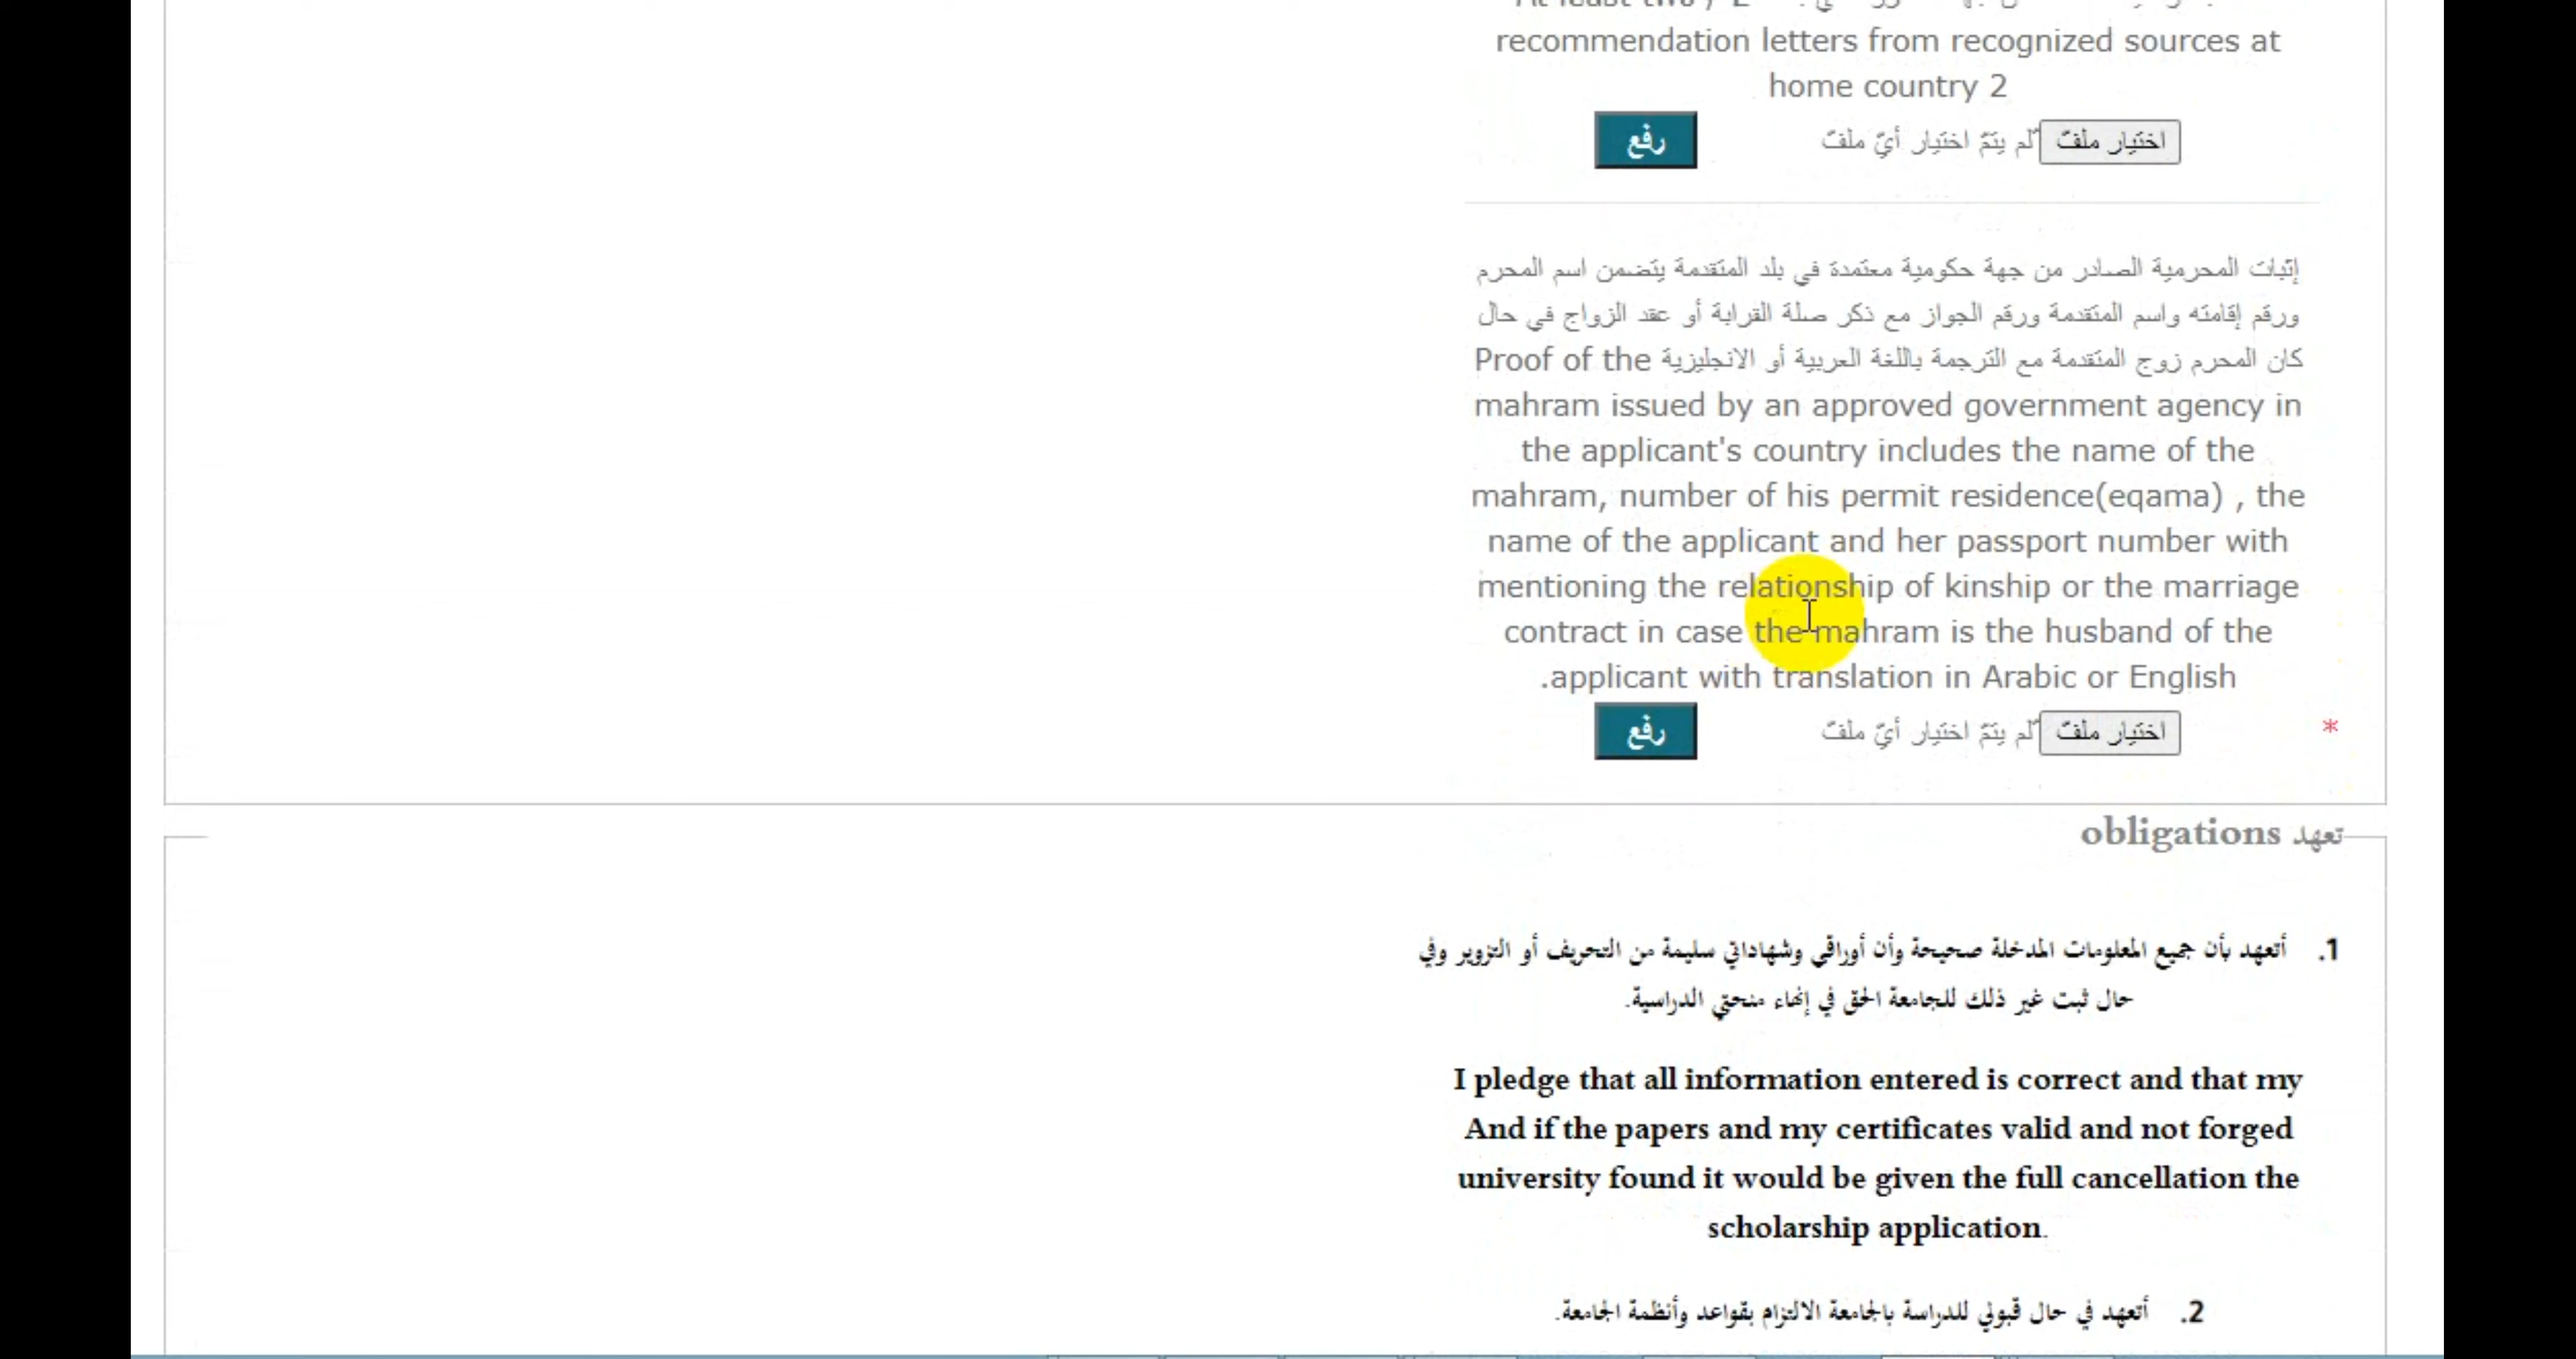 At least two
recommendation letters from recognized sources at
home country 2
اختيار ملفّ لم يتمّ اختيار أيّ ملفّ
رفع
إثبات المحرمية الصادر من جهة حكومية معتمدة في بلد المتقدمة يتضمن اسم المحرم
ورقم إقامته واسم المتقدمة ورقم الجواز مع ذكر صلة القرابة أو عقد الزواج في حال
كان المحرم زوج المتقدمة مع الترجمة باللغة العربية أو الانجليزية Proof of the
mahram issued by an approved government agency in
the applicant's country includes the name of the
mahram, number of his permit residence(eqama) , the
name of the applicant and her passport number with
mentioning the relationship of kinship or the marriage
contract in case the mahram is the husband of the
.applicant with translation in Arabic or English
* اختيار ملفّ لم يتمّ اختيار أيّ ملفّ
رفع
تعهد obligations
1. أتعهد بأن جميع المعلومات المدخلة صحيحة وأن أوراقي وشهاداتي سليمة من التحريف أو التزوير وفي
حال ثبت غير ذلك للجامعة الحق في إنهاء منحتي الدراسية.
I pledge that all information entered is correct and that my
And if the papers and my certificates valid and not forged
university found it would be given the full cancellation the
scholarship application.
2. أتعهد في حال قبولي للدراسة بالجامعة الالتزام بقواعد وأنظمة الجامعة.